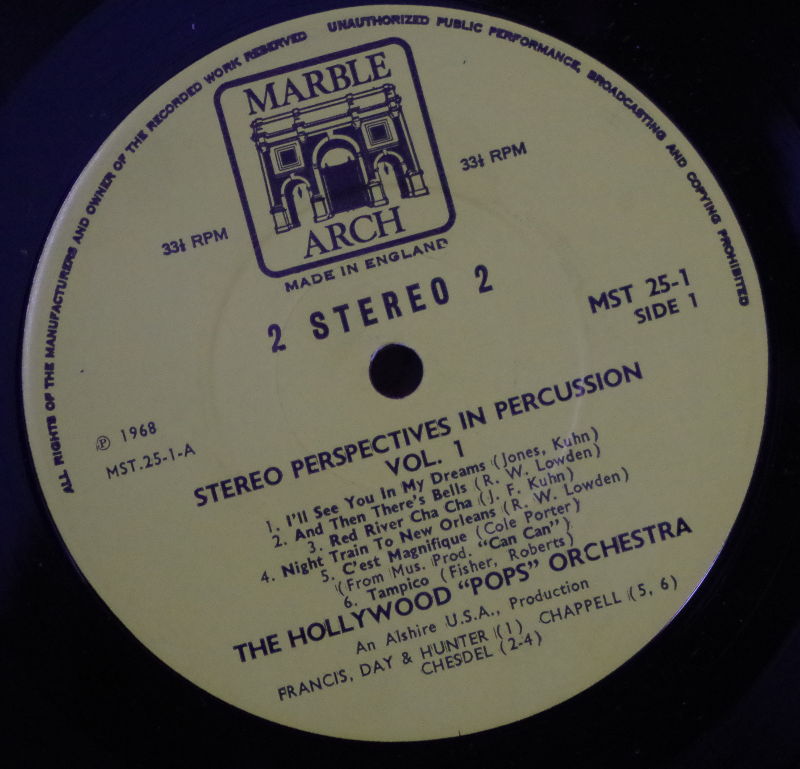 ALL RIGHTS OF THE MANUFACTURERS AND OWNER OF THE RECORDED WORK RESERVED
UNAUTHORIZED PUBLIC PERFORMANCE, BROADCASTING AND COPYING PROHIBITED
MARBLE
ARCH
MADE IN ENGLAND
33⅓ RPM
33⅓ RPM
2 STEREO 2
MST 25-1
SIDE 1
℗ 1968
MST.25-1-A
STEREO PERSPECTIVES IN PERCUSSION
VOL. 1
1. I'll See You In My Dreams (Jones, Kuhn)
2. And Then There's Bells (R. W. Lowden)
3. Red River Cha Cha (J. F. Kuhn)
4. Night Train To New Orleans (R. W. Lowden)
5. C'est Magnifique (Cole Porter)
(From Mus. Prod. "Can Can")
6. Tampico (Fisher, Roberts)
THE HOLLYWOOD "POPS" ORCHESTRA
An Alshire U.S.A., Production
FRANCIS, DAY & HUNTER (1) CHAPPELL (5, 6)
CHESDEL (2-4)